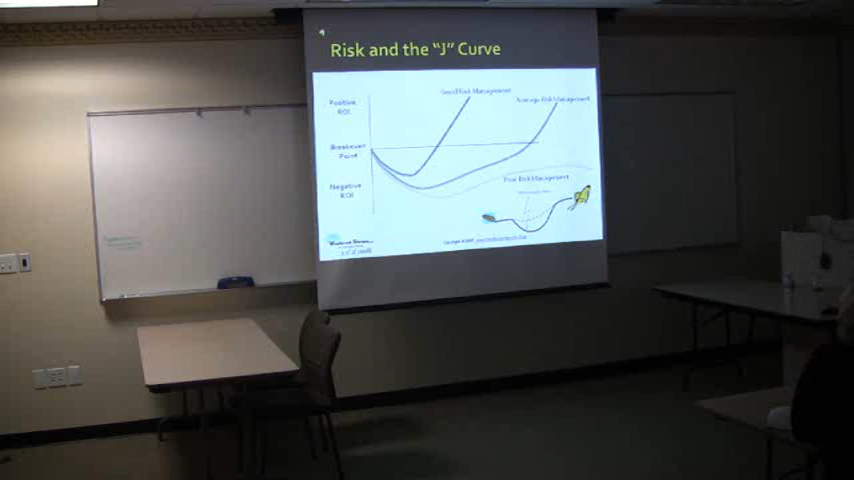 Risk and the "J" Curve
Good Risk Management
Average Risk Management
Positive
ROI
Breakeven
Point
Poor Risk Management
Negative
ROI